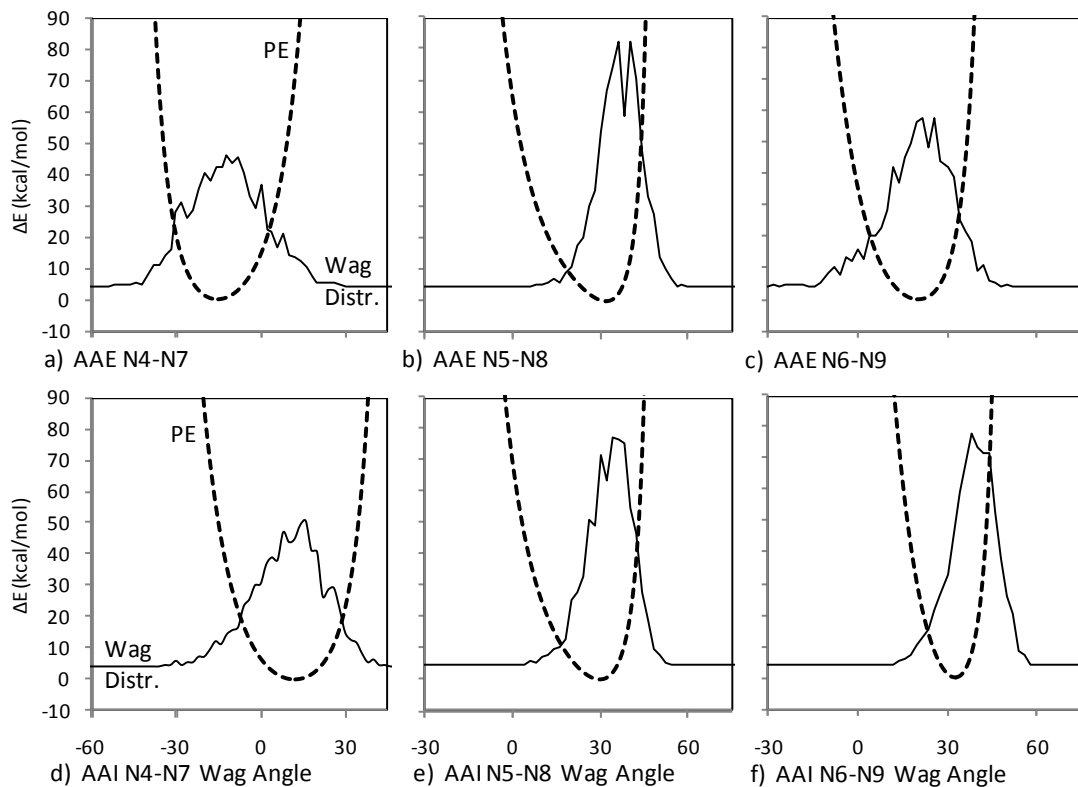 90
80
70
60
50
40
30
20
10
0
-10
ΔE (kcal/mol)
PE
Wag
Distr.
a) AAE N4-N7
b) AAE N5-N8
c) AAE N6-N9
90
80
70
60
50
40
30
20
10
0
-10
ΔE (kcal/mol)
PE
Wag
Distr.
-60 -30 0 30
0 30 60
-30 0 30 60
d) AAI N4-N7 Wag Angle
e) AAI N5-N8 Wag Angle
f) AAI N6-N9 Wag Angle